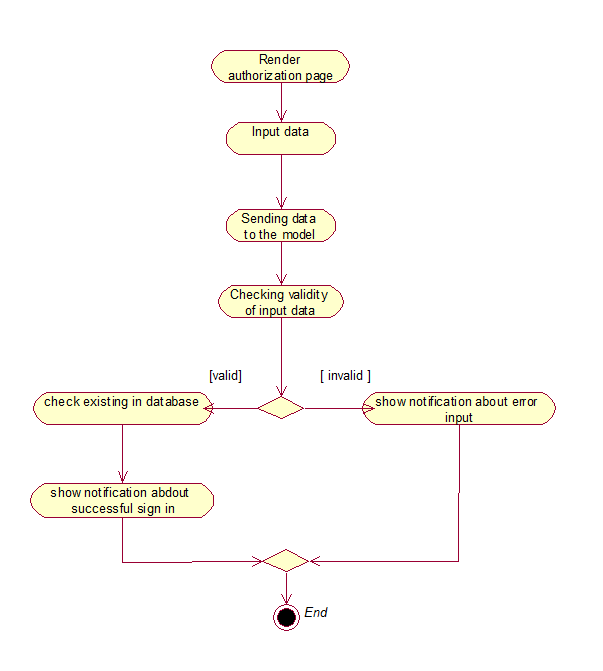 Render
authorization page
Input data
Sending data
to the model
Checking validity
of input data
[valid]
[ invalid ]
check existing in database
show notification about error
input
show notification abdout
successful sign in
End